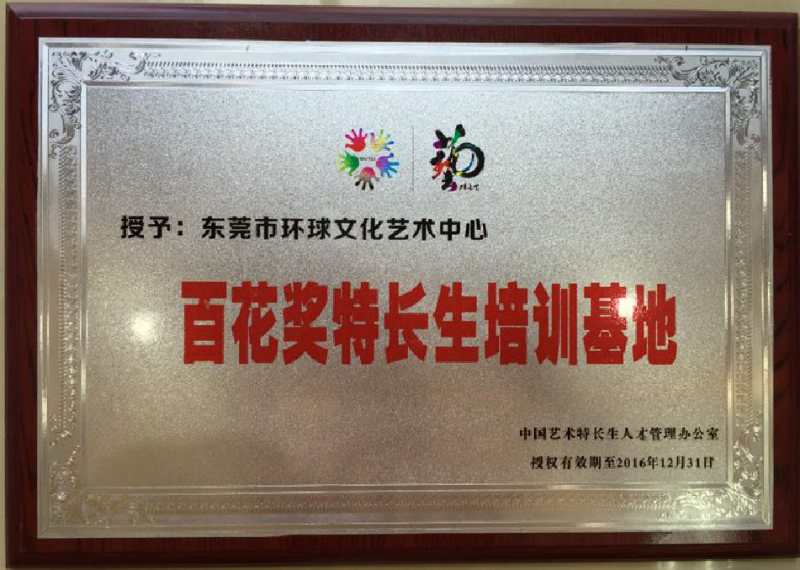 藝
授予：东莞市环球文化艺术中心
百花奖特长生培训基地
中国艺术特长生人才管理办公室
授权有效期至2016年12月31日